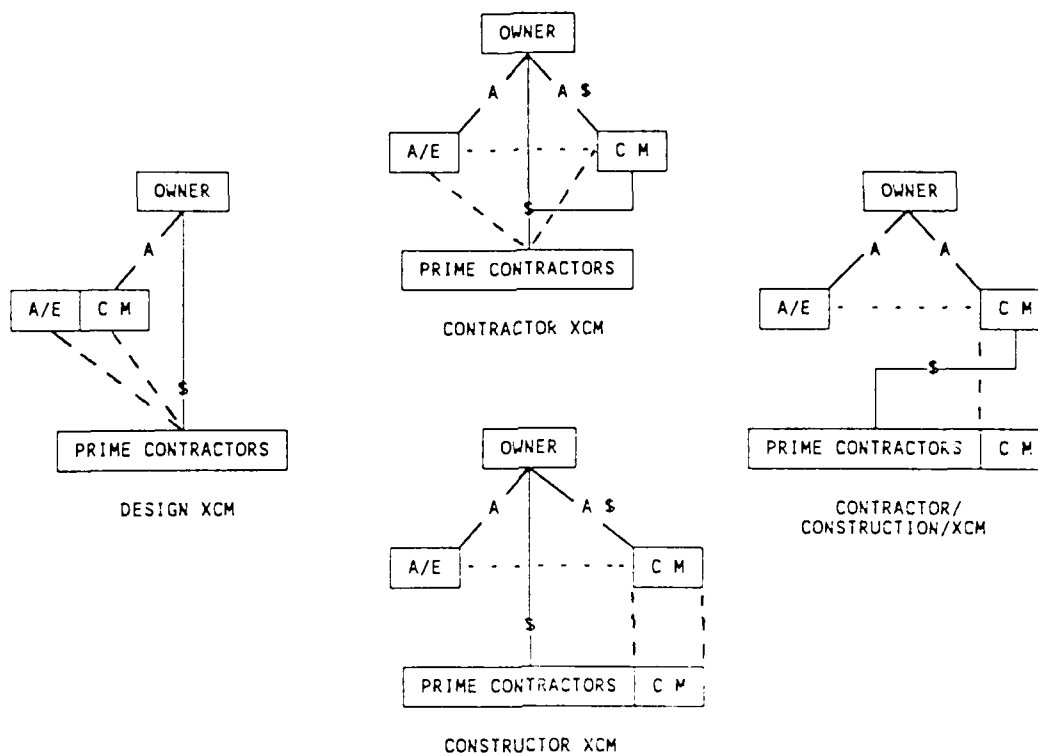 OWNER
A
A/E
C M
$
PRIME CONTRACTORS
DESIGN XCM
OWNER
A
A $
A/E
C M
$
PRIME CONTRACTORS
CONTRACTOR XCM
OWNER
A
A $
A/E
C M
$
PRIME CONTRACTORS
C M
CONSTRUCTOR XCM
OWNER
A
A
A/E
C M
$
PRIME CONTRACTORS
C M
CONTRACTOR/
CONSTRUCTION/XCM